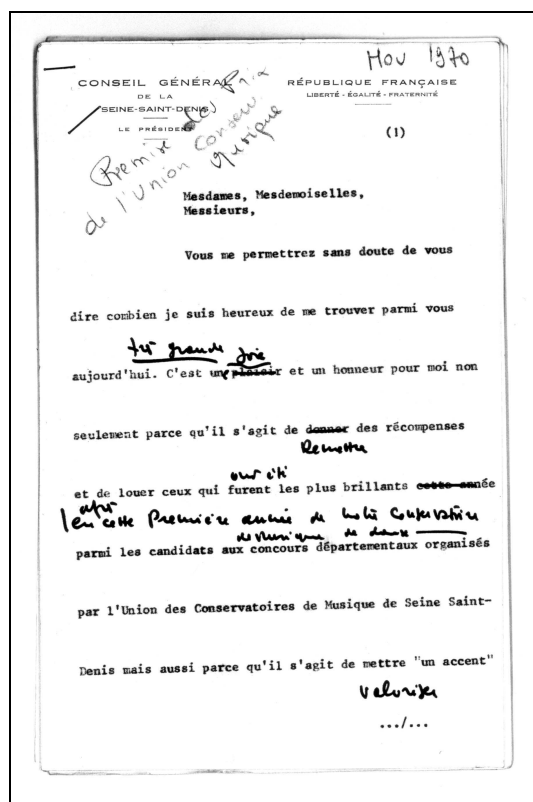 Nov 1970
CONSEIL GÉNÉRAL
DE LA
SEINE-SAINT-DENIS
LE PRÉSIDENT
RÉPUBLIQUE FRANÇAISE
LIBERTÉ - ÉGALITÉ - FRATERNITÉ
(1)
Remise des Prix
de l'Union Conserv.
Musique
Mesdames, Mesdemoiselles,
Messieurs,
Vous me permettrez sans doute de vous
dire combien je suis heureux de me trouver parmi vous
très grande joie
aujourd'hui. C'est un plaisir et un honneur pour moi non
seulement parce qu'il s'agit de donner des récompenses
Remettre
ont été
et de louer ceux qui furent les plus brillants cette année
après
en cette Première année de notre Conservatoire
de Musique de danse
parmi les candidats aux concours départementaux organisés
par l'Union des Conservatoires de Musique de Seine Saint-
Denis mais aussi parce qu'il s'agit de mettre "un accent"
valoriser
.../...